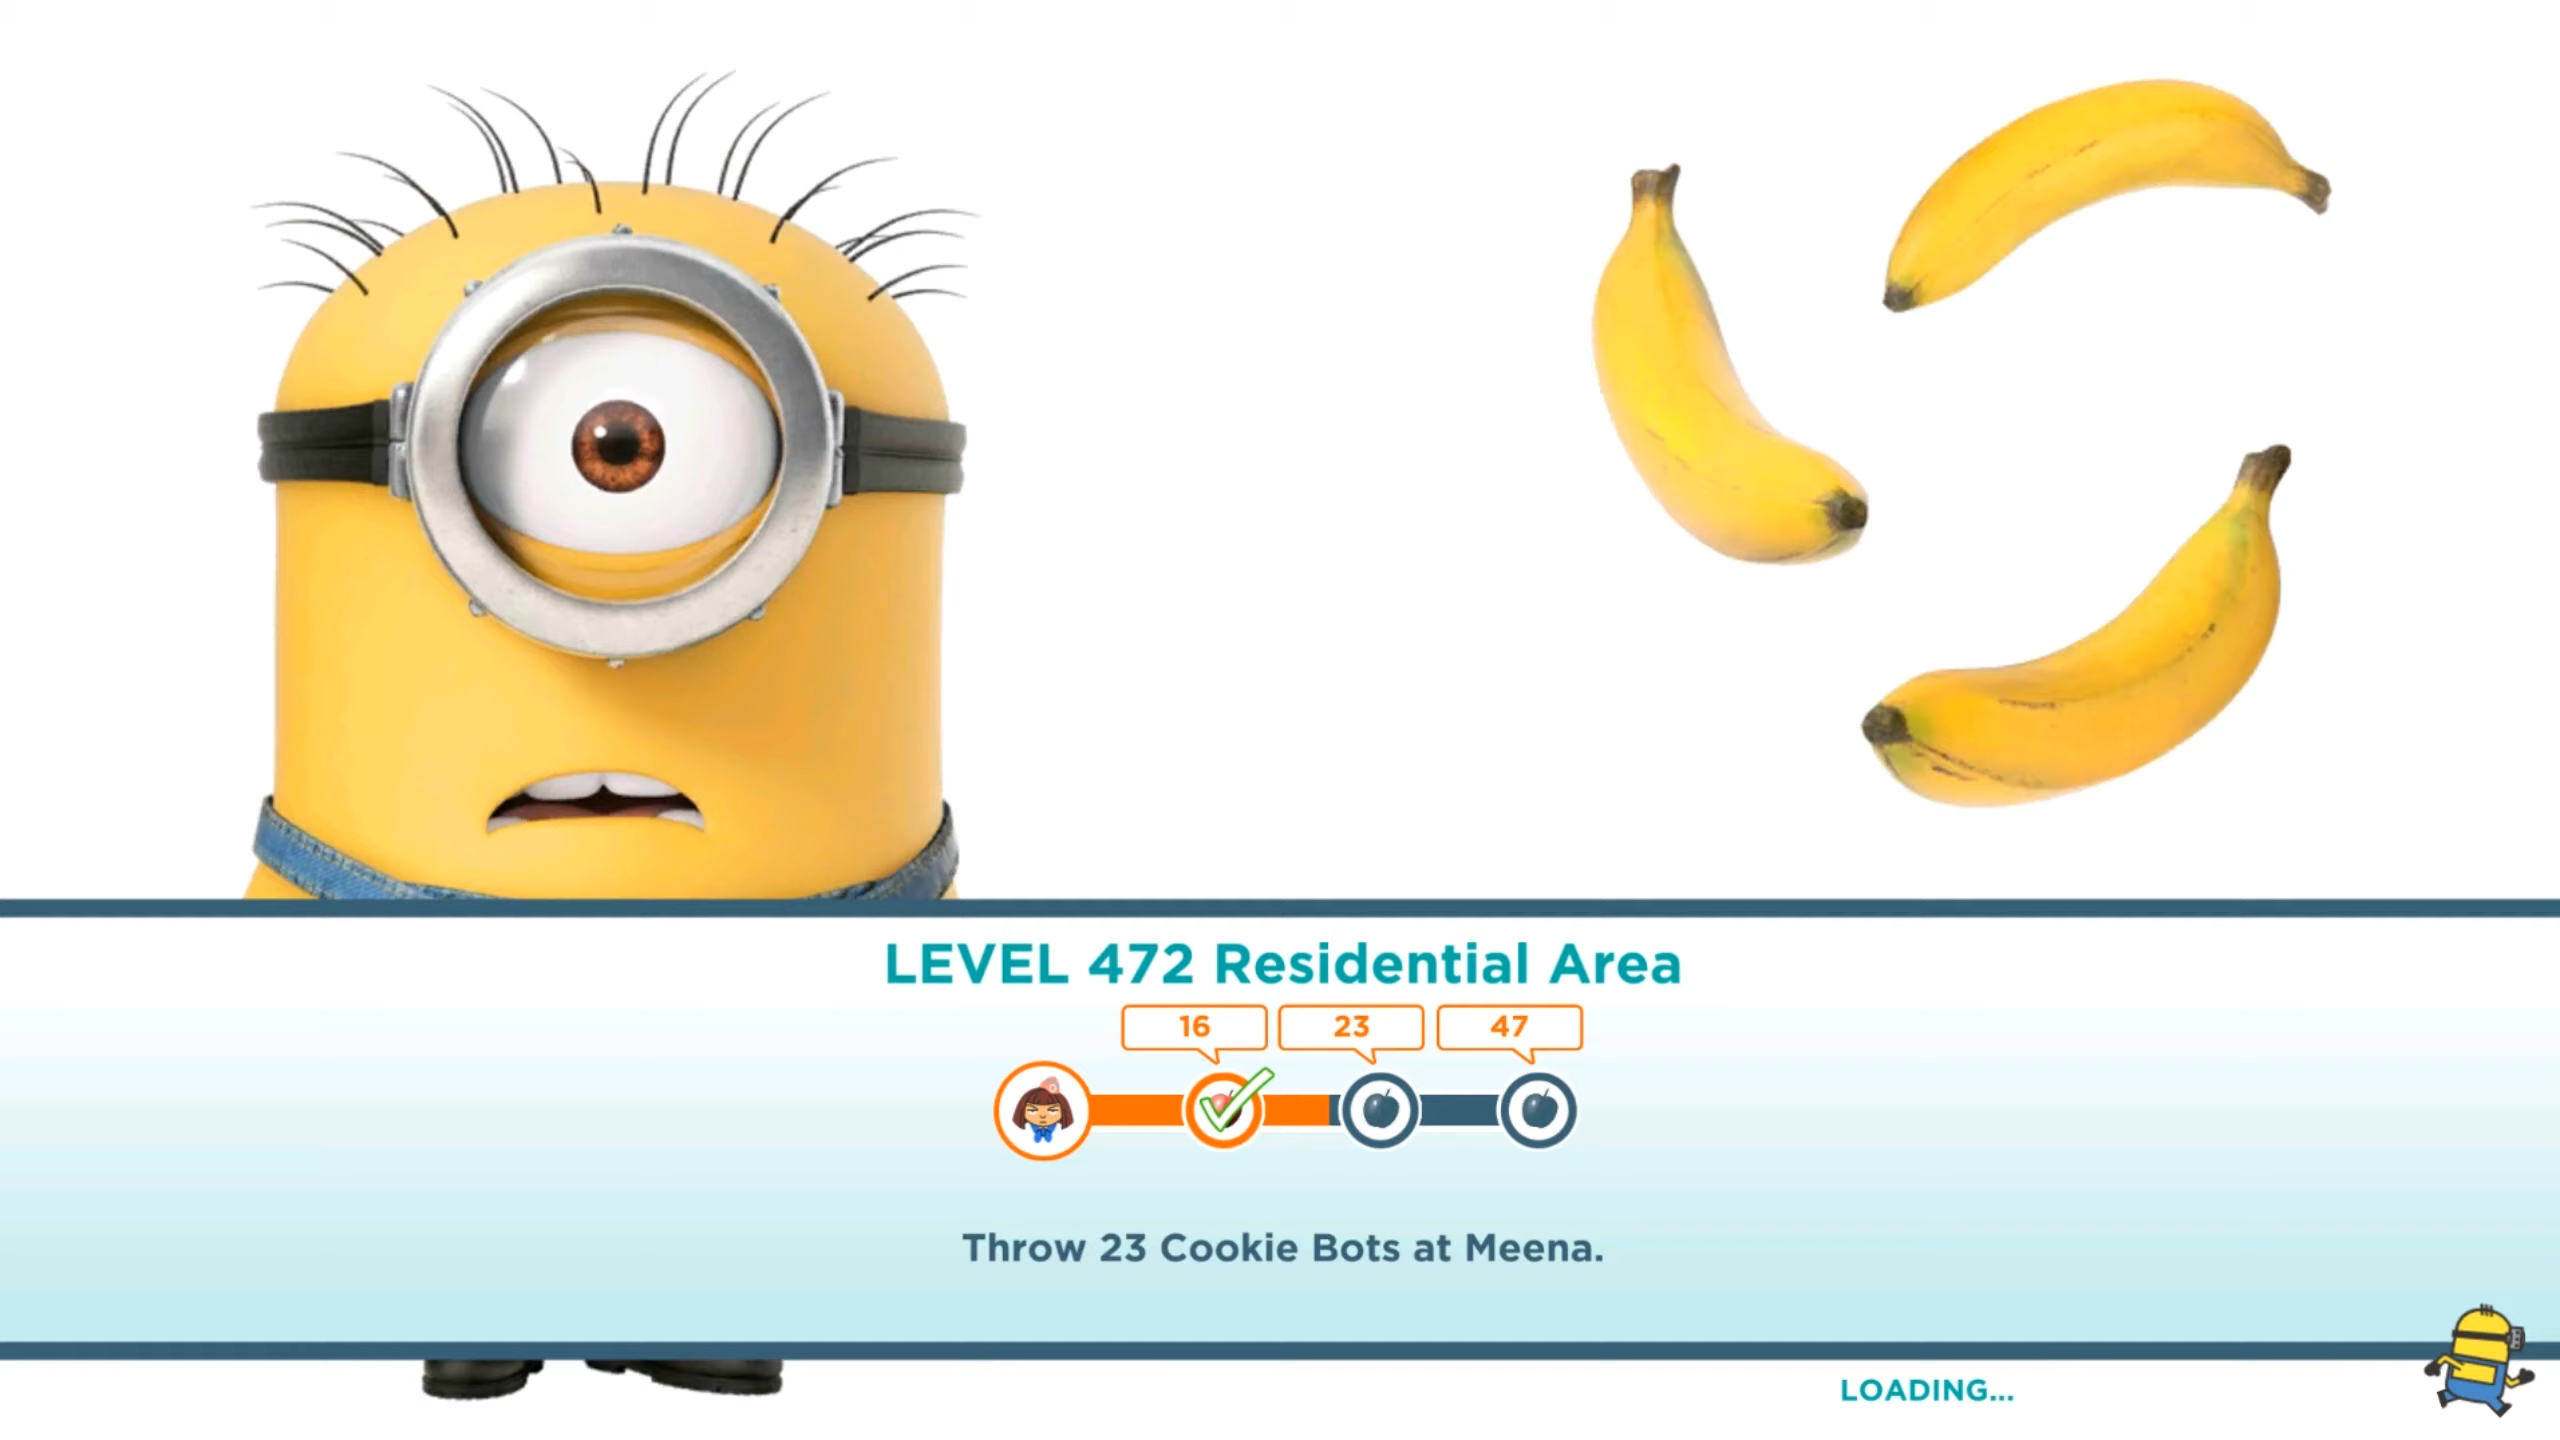 LEVEL 472 Residential Area
16 23 47
Throw 23 Cookie Bots at Meena.
LOADING...